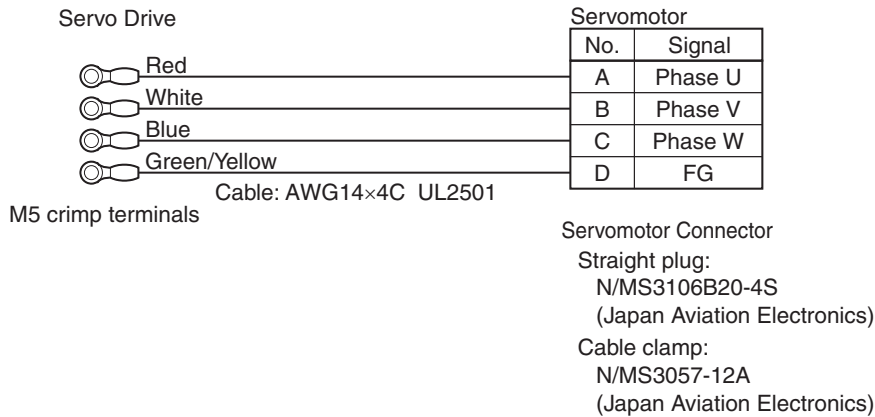 Servo Drive
Servomotor
No. Signal
Red
A Phase U
White
B Phase V
Blue
C Phase W
Green/Yellow
D FG
Cable: AWG14×4C UL2501
M5 crimp terminals
Servomotor Connector
Straight plug:
N/MS3106B20-4S
(Japan Aviation Electronics)
Cable clamp:
N/MS3057-12A
(Japan Aviation Electronics)